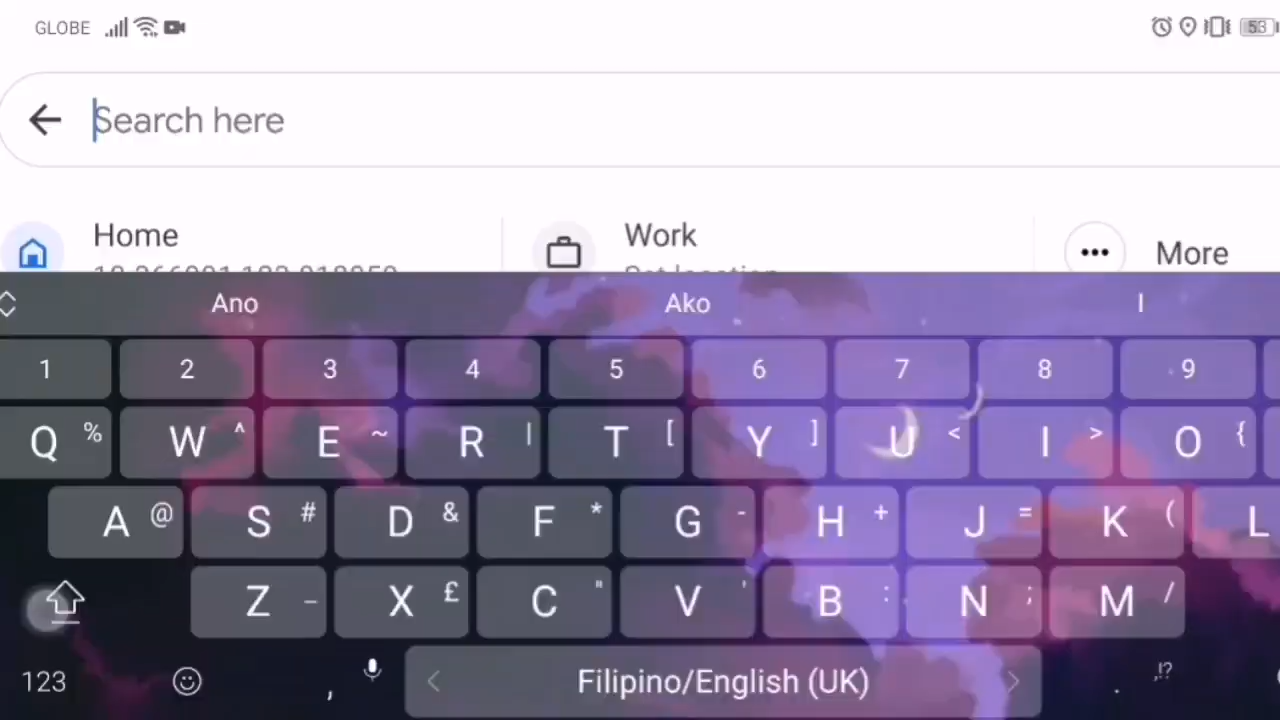 GLOBE 53
Search here
Home Work More
Ano Ako I
1 2 3 4 5 6 7 8 9
Q % W ^ E ~ R | T [ Y ] U < I > O {
A @ S # D & F * G - H + J = K ( L
Z _ X £ C " V ' B : N ; M /
123 , < Filipino/English (UK) > . ,!?